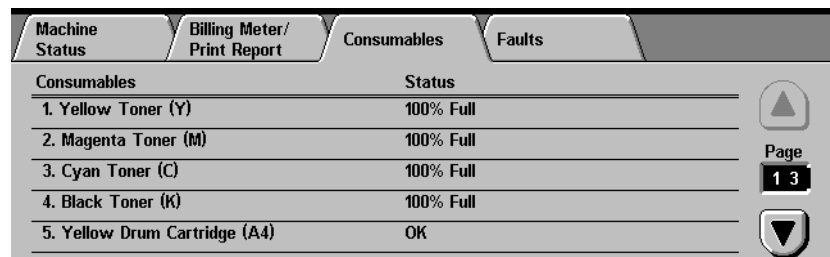 Machine Status
Billing Meter/ Print Report
Consumables
Faults
Consumables Status
1. Yellow Toner (Y) 100% Full
2. Magenta Toner (M) 100% Full
3. Cyan Toner (C) 100% Full
4. Black Toner (K) 100% Full
5. Yellow Drum Cartridge (A4) OK
Page
1 3